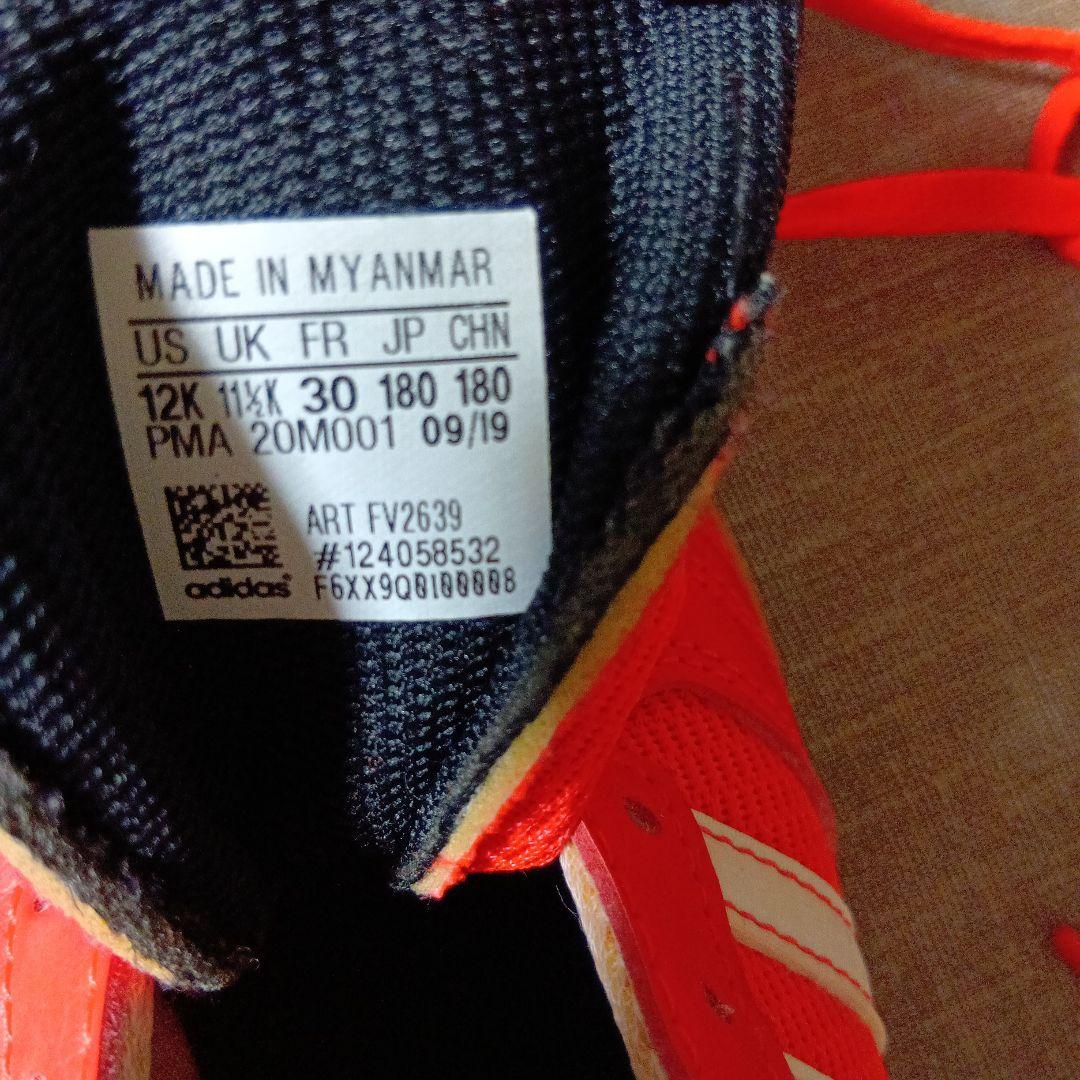 MADE IN MYANMAR
US UK FR JP CHN
12K 11½K 30 180 180
PMA 20M001 09/19
ART FV2639
#124058532
adidas® F6XX9Q0100008